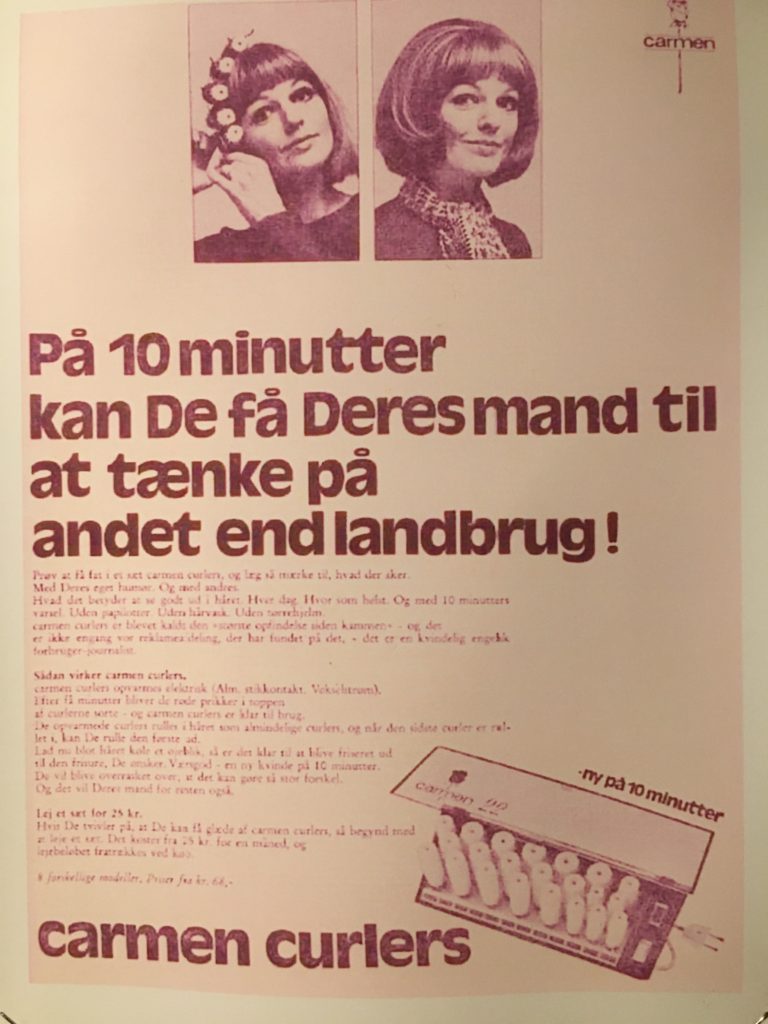 carmen
På 10 minutter
kan De få Deres mand til
at tænke på
andet end landbrug!
Prøv at få fat i et sæt carmen curlers, og læg så mærke til, hvad der sker.
Med Deres eget humør. Og med andres.
Hvad det betyder at se godt ud i håret. Hver dag. Hvor som helst. Og med 10 minutters
varsel. Uden papillotter. Uden hårvask. Uden tørrehjelm.
carmen curlers er blevet kaldt den »største opfindelse siden kammen« - og det
er ikke engang vor reklameafdeling, der har fundet på det, - det er en kvindelig engelsk
forbruger-journalist.
Sådan virker carmen curlers.
carmen curlers opvarmes elektrisk (Alm. stikkontakt. Vekselstrøm).
Efter få minutter bliver de røde prikker i toppen
af curlerne sorte - og carmen curlers er klar til brug.
De opvarmede curlers rulles i håret som almindelige curlers, og når den sidste curler er rul-
let i, kan De rulle den første ud.
Lad nu blot håret køle et øjeblik, så er det klar til at blive friseret ud
til den frisure, De ønsker. Værsgod - en ny kvinde på 10 minutter.
De vil blive overrasket over, at det kan gøre så stor forskel.
Og det vil Deres mand for resten også.
Lej et sæt for 25 kr.
Hvis De tvivler på, at De kan få glæde af carmen curlers, så begynd med
at leje et sæt. Det koster fra 25 kr. for en måned, og
lejebeløbet fratrækkes ved køb.
8 forskellige modeller. Priser fra kr. 68,-
-ny på 10 minutter
carmen
carmen curlers